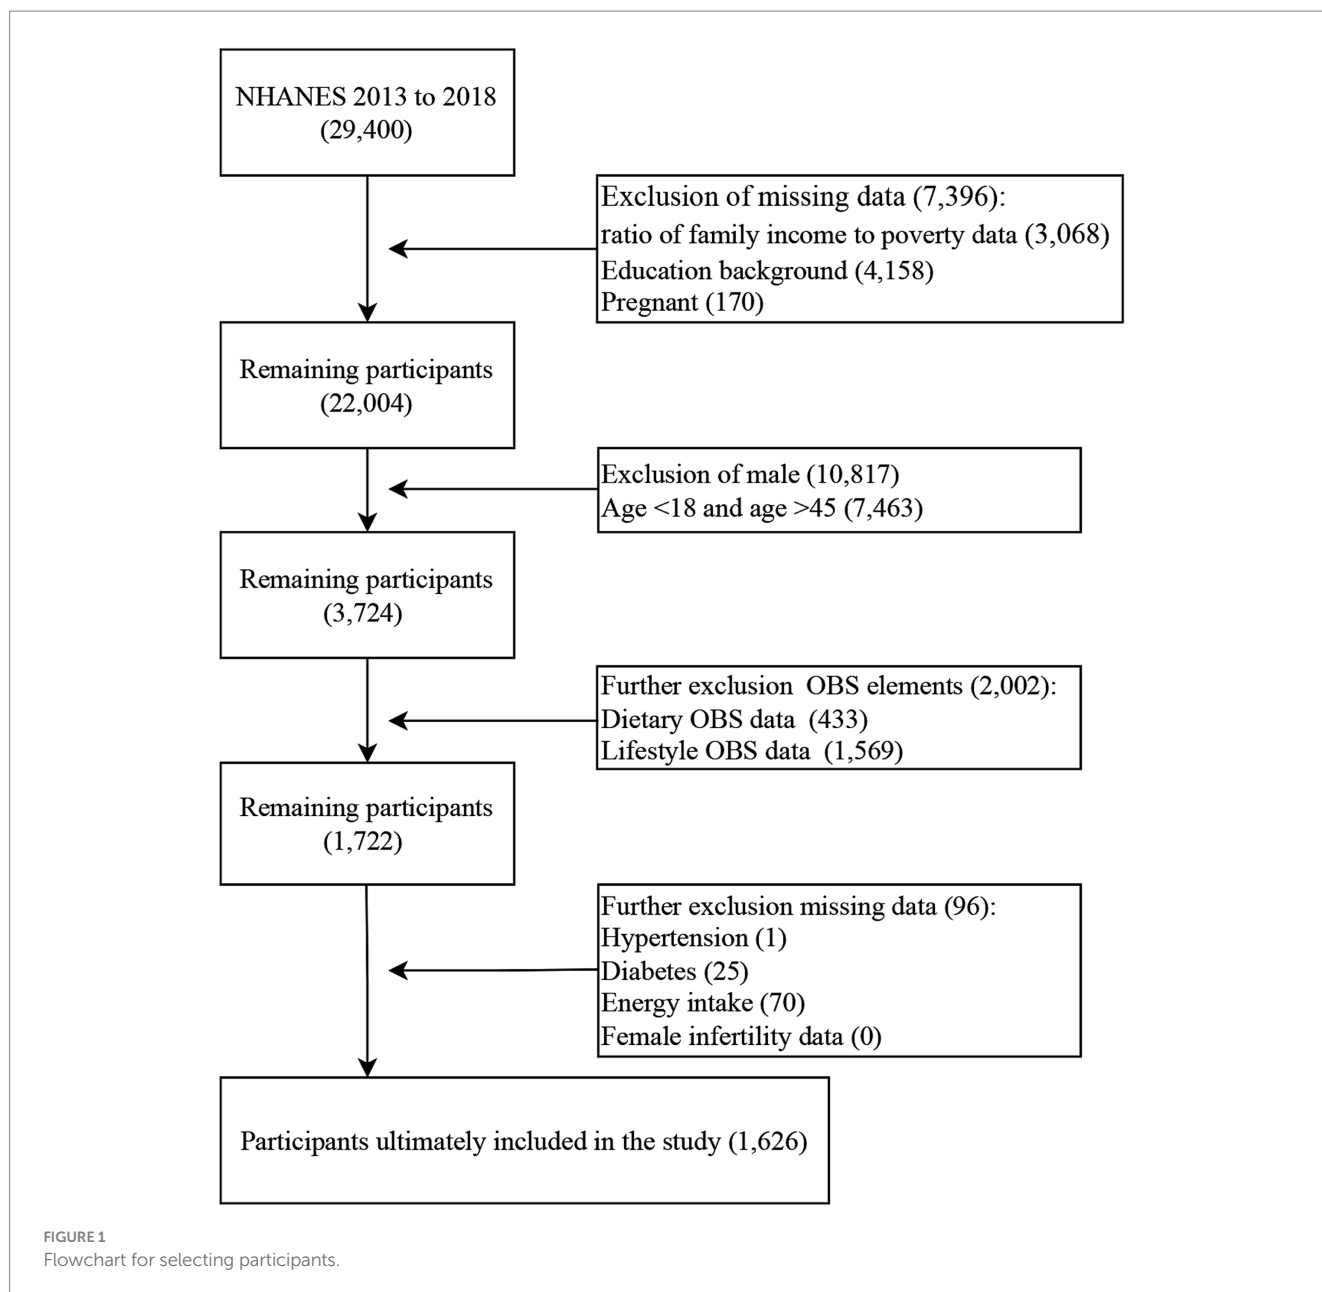 NHANES 2013 to 2018
(29,400)
Exclusion of missing data (7,396):
ratio of family income to poverty data (3,068)
Education background (4,158)
Pregnant (170)
Remaining participants
(22,004)
Exclusion of male (10,817)
Age <18 and age >45 (7,463)
Remaining participants
(3,724)
Further exclusion OBS elements (2,002):
Dietary OBS data (433)
Lifestyle OBS data (1,569)
Remaining participants
(1,722)
Further exclusion missing data (96):
Hypertension (1)
Diabetes (25)
Energy intake (70)
Female infertility data (0)
Participants ultimately included in the study (1,626)
FIGURE 1
Flowchart for selecting participants.